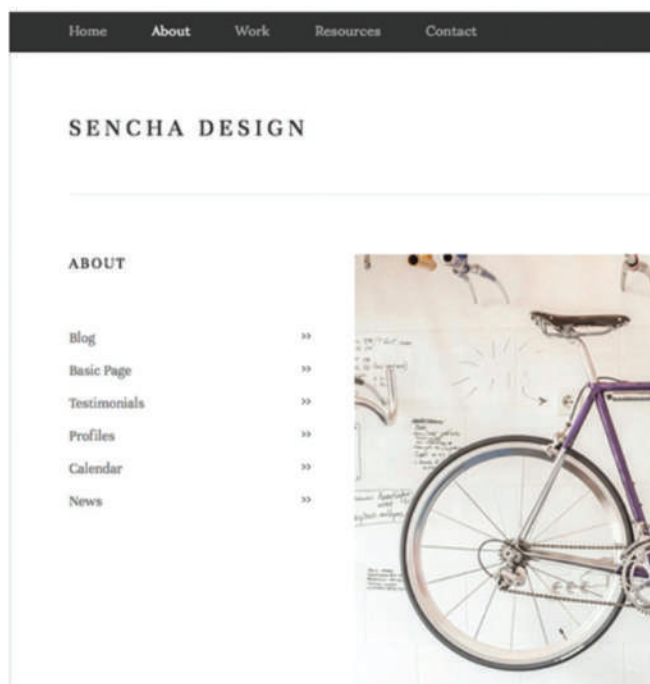 Home About Work Resources Contact
SENCHA DESIGN
ABOUT
Blog »
Basic Page »
Testimonials »
Profiles »
Calendar »
News »